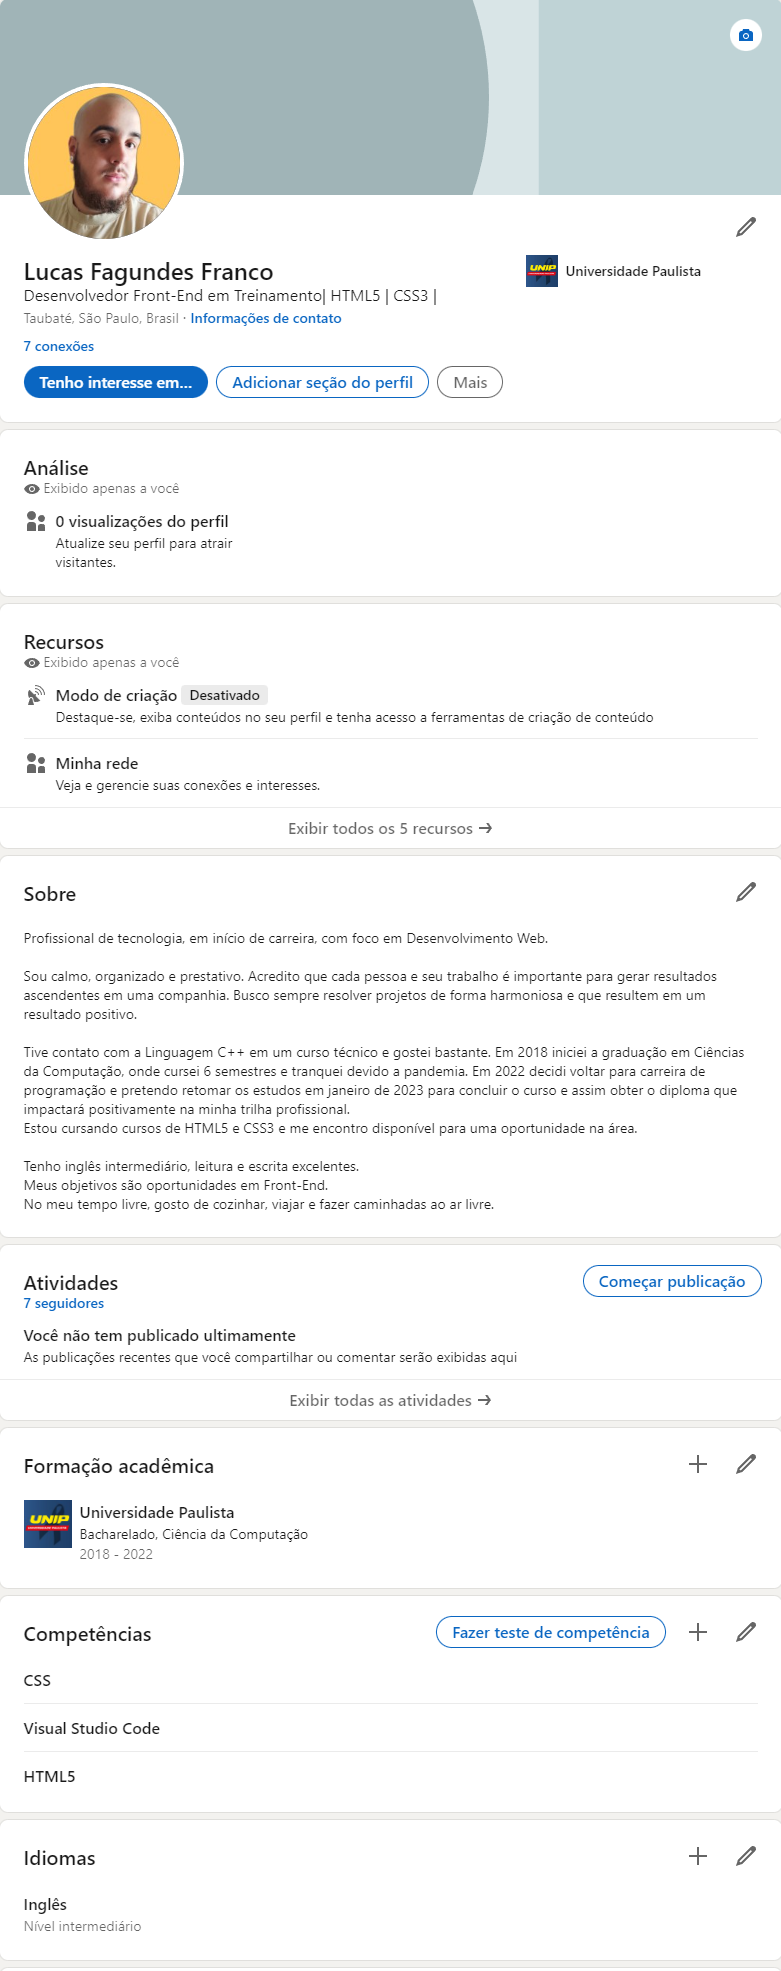 Lucas Fagundes Franco
UNIP
Universidade Paulista
Desenvolvedor Front-End em Treinamento| HTML5 | CSS3 |
Taubaté, São Paulo, Brasil · Informações de contato
7 conexões
Tenho interesse em...
Adicionar seção do perfil
Mais
Análise
Exibido apenas a você
0 visualizações do perfil
Atualize seu perfil para atrair
visitantes.
Recursos
Exibido apenas a você
Modo de criação Desativado
Destaque-se, exiba conteúdos no seu perfil e tenha acesso a ferramentas de criação de conteúdo
Minha rede
Veja e gerencie suas conexões e interesses.
Exibir todos os 5 recursos →
Sobre
Profissional de tecnologia, em início de carreira, com foco em Desenvolvimento Web.
Sou calmo, organizado e prestativo. Acredito que cada pessoa e seu trabalho é importante para gerar resultados
ascendentes em uma companhia. Busco sempre resolver projetos de forma harmoniosa e que resultem em um
resultado positivo.
Tive contato com a Linguagem C++ em um curso técnico e gostei bastante. Em 2018 iniciei a graduação em Ciências
da Computação, onde cursei 6 semestres e tranquei devido a pandemia. Em 2022 decidi voltar para carreira de
programação e pretendo retomar os estudos em janeiro de 2023 para concluir o curso e assim obter o diploma que
impactará positivamente na minha trilha profissional.
Estou cursando cursos de HTML5 e CSS3 e me encontro disponível para uma oportunidade na área.
Tenho inglês intermediário, leitura e escrita excelentes.
Meus objetivos são oportunidades em Front-End.
No meu tempo livre, gosto de cozinhar, viajar e fazer caminhadas ao ar livre.
Atividades
7 seguidores
Começar publicação
Você não tem publicado ultimamente
As publicações recentes que você compartilhar ou comentar serão exibidas aqui
Exibir todas as atividades →
Formação acadêmica
UNIP
UNIVERSIDADE PAULISTA
Universidade Paulista
Bacharelado, Ciência da Computação
2018 - 2022
Competências
Fazer teste de competência
CSS
Visual Studio Code
HTML5
Idiomas
Inglês
Nível intermediário